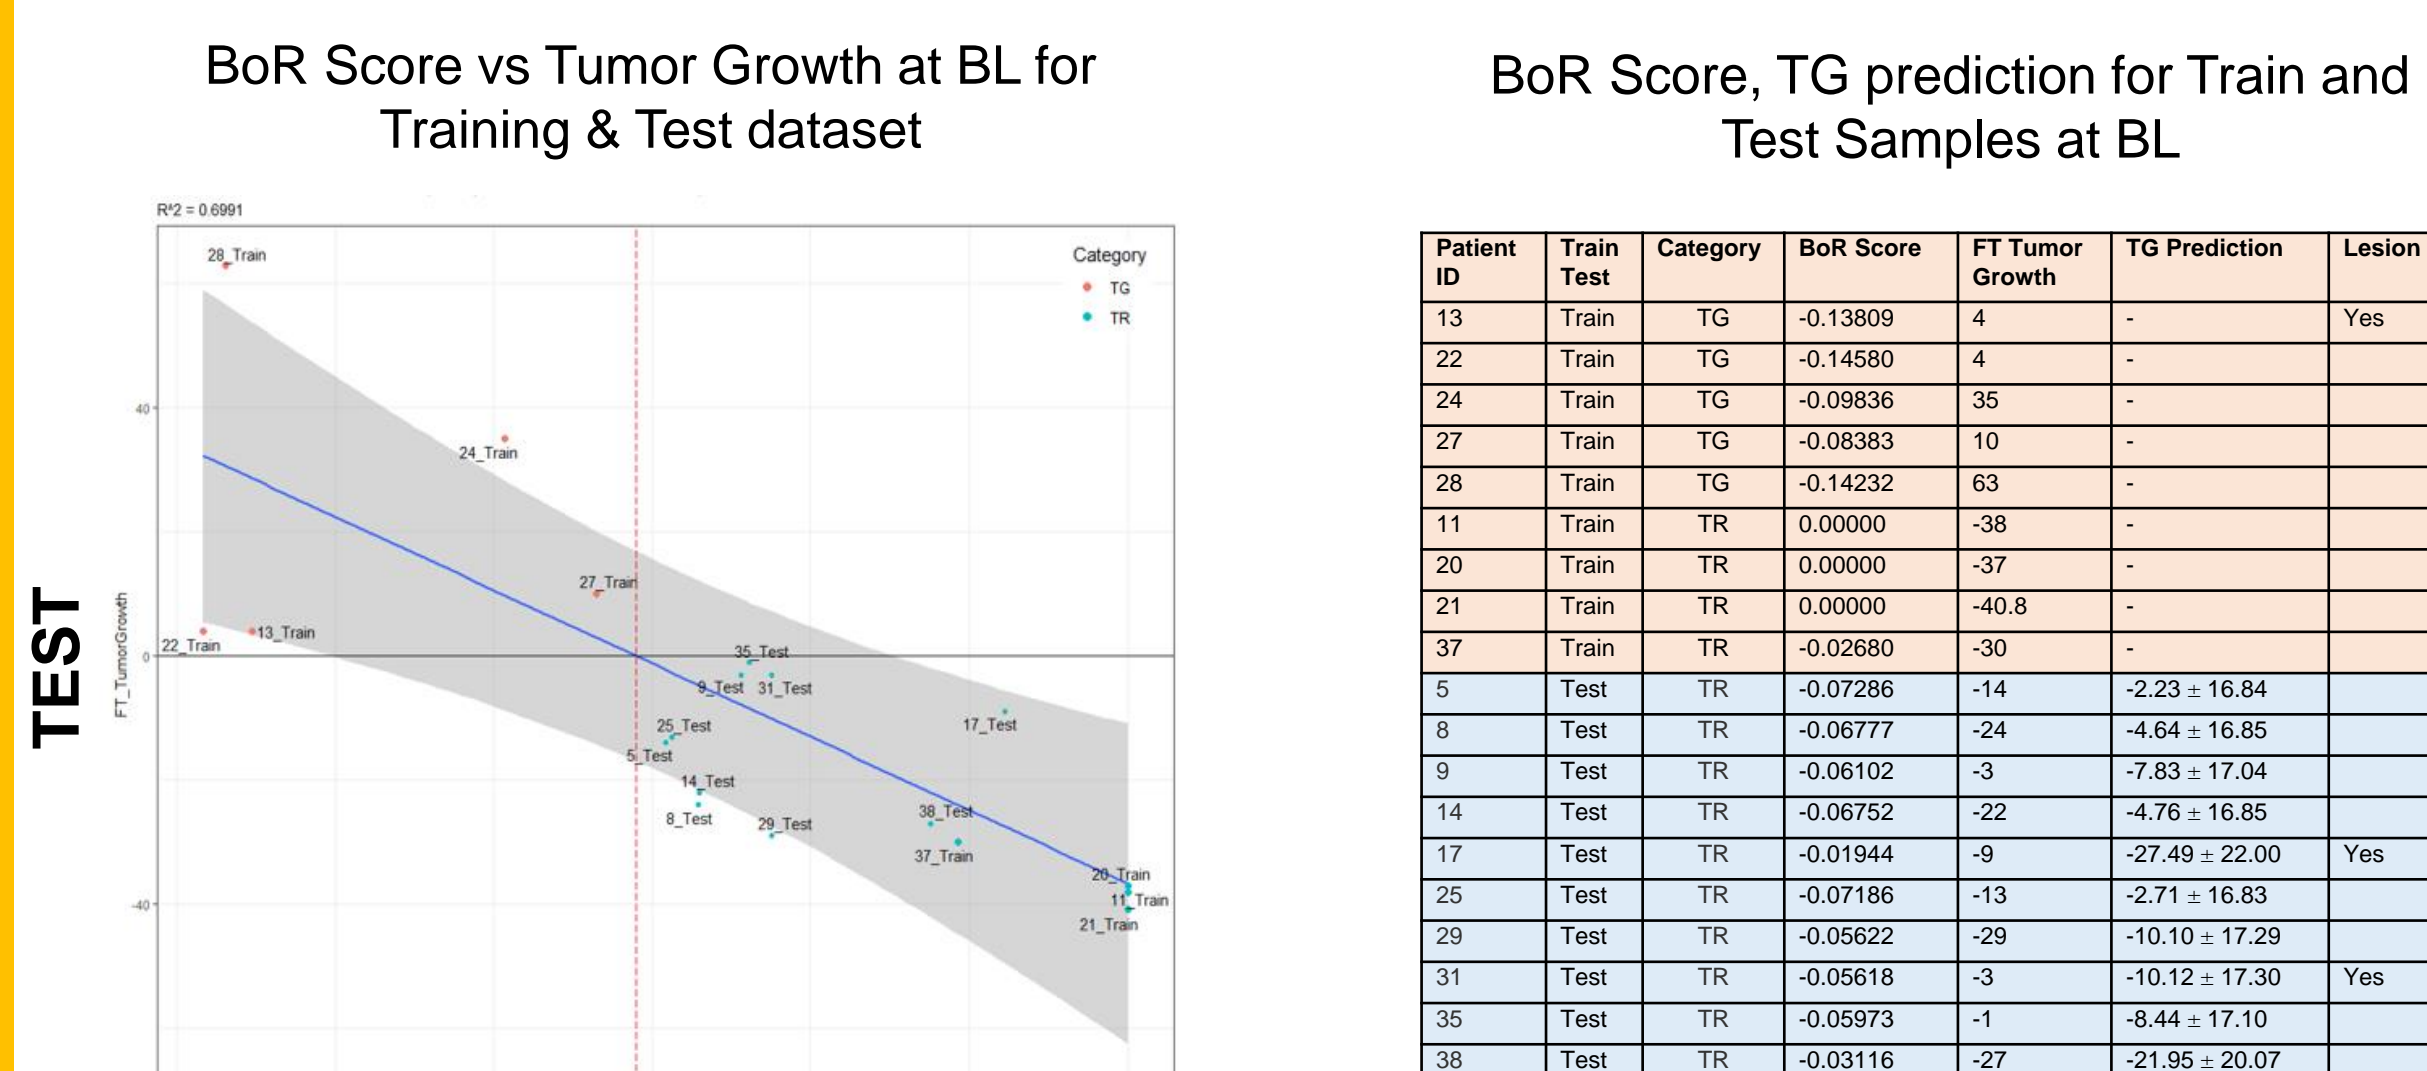 BoR Score vs Tumor Growth at BL for
Training & Test dataset
R^2 = 0.6991
28_Train
Category
TG
TR
40
24_Train
27_Train
22_Train
13_Train
0
FT_TumorGrowth
TEST
35_Test
9_Test
31_Test
25_Test
17_Test
5_Test
14_Test
8_Test
29_Test
38_Test
37_Train
20_Train
11_Train
-40
21_Train
BoR Score, TG prediction for Train and
Test Samples at BL
Patient ID Train Test Category BoR Score FT Tumor Growth TG Prediction Lesion
13 Train TG -0.13809 4 - Yes
22 Train TG -0.14580 4 -
24 Train TG -0.09836 35 -
27 Train TG -0.08383 10 -
28 Train TG -0.14232 63 -
11 Train TR 0.00000 -38 -
20 Train TR 0.00000 -37 -
21 Train TR 0.00000 -40.8 -
37 Train TR -0.02680 -30 -
5 Test TR -0.07286 -14 -2.23 ± 16.84
8 Test TR -0.06777 -24 -4.64 ± 16.85
9 Test TR -0.06102 -3 -7.83 ± 17.04
14 Test TR -0.06752 -22 -4.76 ± 16.85
17 Test TR -0.01944 -9 -27.49 ± 22.00 Yes
25 Test TR -0.07186 -13 -2.71 ± 16.83
29 Test TR -0.05622 -29 -10.10 ± 17.29
31 Test TR -0.05618 -3 -10.12 ± 17.30 Yes
35 Test TR -0.05973 -1 -8.44 ± 17.10
38 Test TR -0.03116 -27 -21.95 ± 20.07